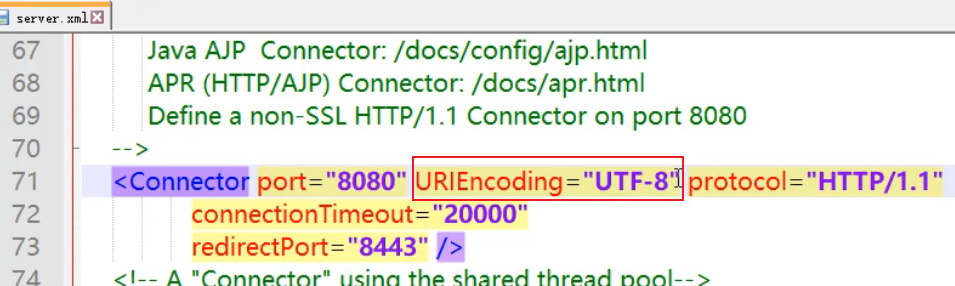 server.xml
67 Java AJP Connector: /docs/config/ajp.html
68 APR (HTTP/AJP) Connector: /docs/apr.html
69 Define a non-SSL HTTP/1.1 Connector on port 8080
70 -->
71 <Connector port="8080" URIEncoding="UTF-8" protocol="HTTP/1.1"
72 connectionTimeout="20000"
73 redirectPort="8443" />
74 <!-- A "Connector" using the shared thread pool-->